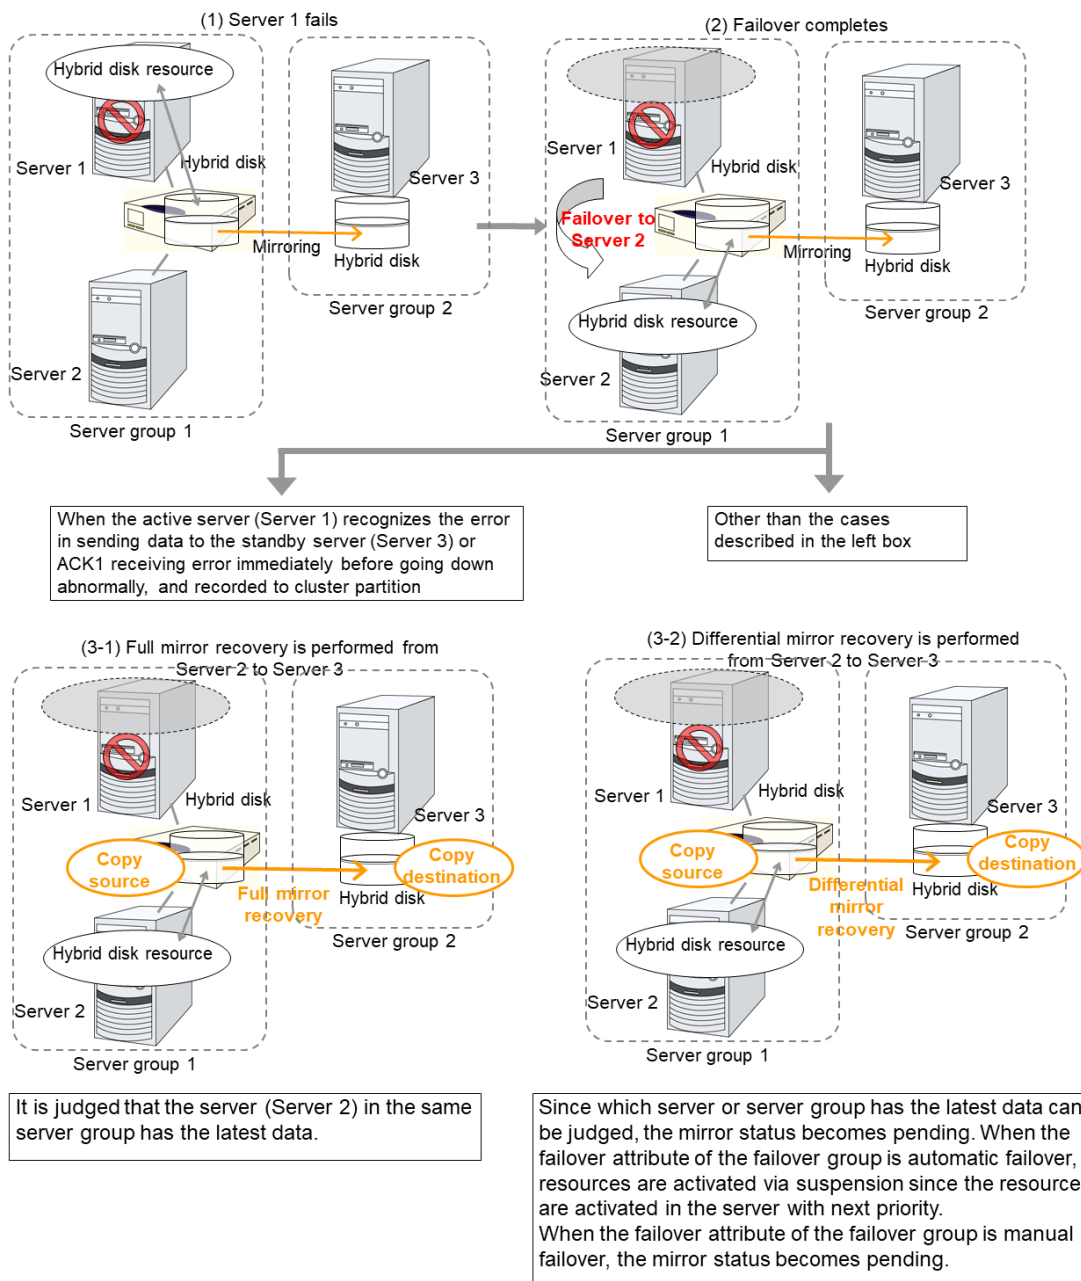 (1) Server 1 fails
Hybrid disk resource
Server 1
Hybrid disk
Server 3
Mirroring
Hybrid disk
Server group 2
Server 2
Server group 1
(2) Failover completes
Server 1
Hybrid disk
Server 3
Failover to
Server 2
Mirroring
Hybrid disk
Server group 2
Hybrid disk resource
Server 2
Server group 1
When the active server (Server 1) recognizes the error
in sending data to the standby server (Server 3) or
ACK1 receiving error immediately before going down
abnormally, and recorded to cluster partition
Other than the cases
described in the left box
(3-1) Full mirror recovery is performed from
Server 2 to Server 3
Server 1
Hybrid disk
Server 3
Copy
source
Copy
destination
Full mirror
recovery
Hybrid disk
Server group 2
Hybrid disk resource
Server 2
Server group 1
(3-2) Differential mirror recovery is performed
from Server 2 to Server 3
Server 1
Hybrid disk
Server 3
Copy
source
Copy
destination
Differential
mirror
recovery
Hybrid disk
Server group 2
Hybrid disk resource
Server 2
Server group 1
It is judged that the server (Server 2) in the same
server group has the latest data.
Since which server or server group has the latest data can
be judged, the mirror status becomes pending. When the
failover attribute of the failover group is automatic failover,
resources are activated via suspension since the resource
are activated in the server with next priority.
When the failover attribute of the failover group is manual
failover, the mirror status becomes pending.